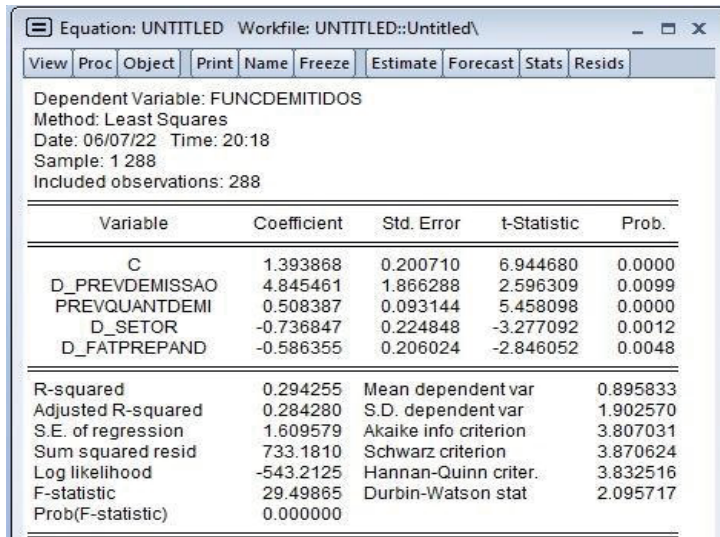 Equation: UNTITLED Workfile: UNTITLED::Untitled\
View Proc Object Print Name Freeze Estimate Forecast Stats Resids
Dependent Variable: FUNCDEMITIDOS
Method: Least Squares
Date: 06/07/22 Time: 20:18
Sample: 1 288
Included observations: 288
Variable Coefficient Std. Error t-Statistic Prob.
C 1.393868 0.200710 6.944680 0.0000
D_PREVDEMISSAO 4.845461 1.866288 2.596309 0.0099
PREVQUANTDEMI 0.508387 0.093144 5.458098 0.0000
D_SETOR -0.736847 0.224848 -3.277092 0.0012
D_FATPREPAND -0.586355 0.206024 -2.846052 0.0048
R-squared 0.294255 Mean dependent var 0.895833
Adjusted R-squared 0.284280 S.D. dependent var 1.902570
S.E. of regression 1.609579 Akaike info criterion 3.807031
Sum squared resid 733.1810 Schwarz criterion 3.870624
Log likelihood -543.2125 Hannan-Quinn criter. 3.832516
F-statistic 29.49865 Durbin-Watson stat 2.095717
Prob(F-statistic) 0.000000